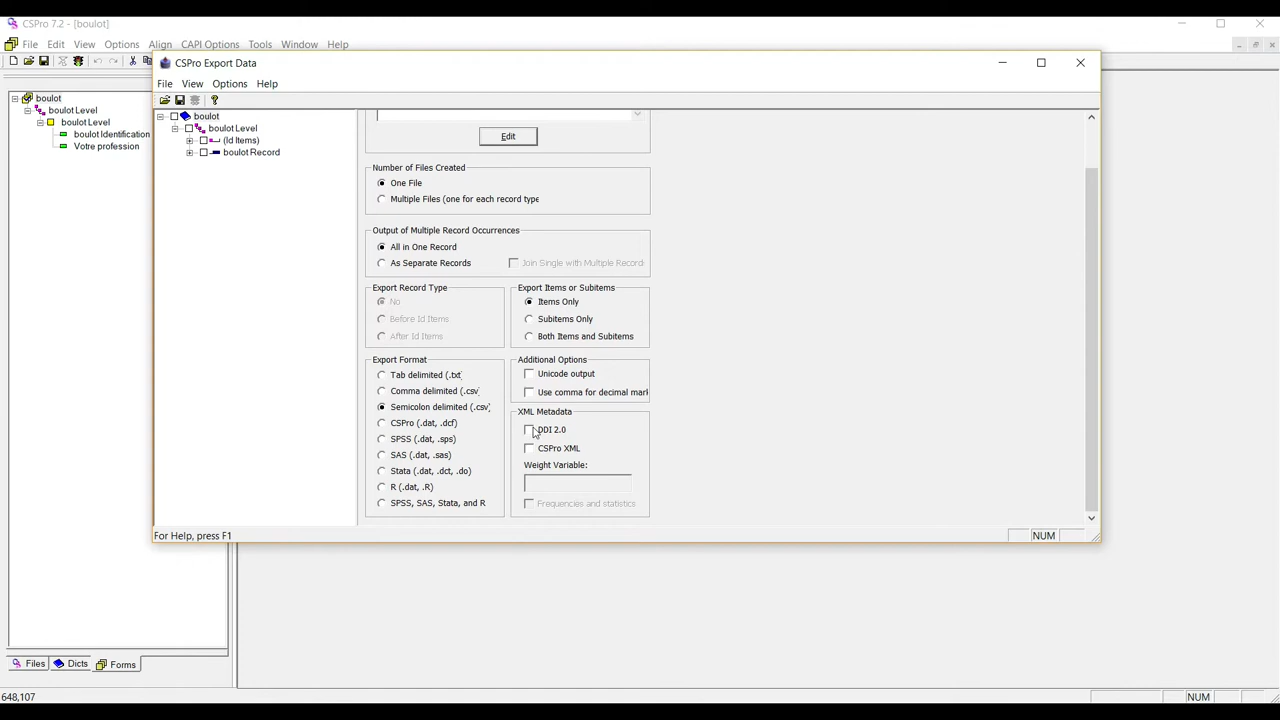 CSPro 7.2 - [boulot]
File Edit View Options Align CAPI Options Tools Window Help
CSPro Export Data
File View Options Help
boulot
boulot Level
boulot Level
boulot Identification
Votre profession
boulot
boulot Level
(Id Items)
boulot Record
Edit
Number of Files Created
One File
Multiple Files (one for each record type
Output of Multiple Record Occurrences
All in One Record
As Separate Records Join Single with Multiple Record
Export Record Type
No
Before Id Items
After Id Items
Export Items or Subitems
Items Only
Subitems Only
Both Items and Subitems
Export Format
Tab delimited (.txt
Comma delimited (.csv
Semicolon delimited (.csv
CSPro (.dat, .dcf)
SPSS (.dat, .sps)
SAS (.dat, .sas)
Stata (.dat, .dct, .do)
R (.dat, .R)
SPSS, SAS, Stata, and R
Additional Options
Unicode output
Use comma for decimal mark
XML Metadata
DDI 2.0
CSPro XML
Weight Variable:
Frequencies and statistics
For Help, press F1 NUM
Files Dicts Forms
648,107 NUM